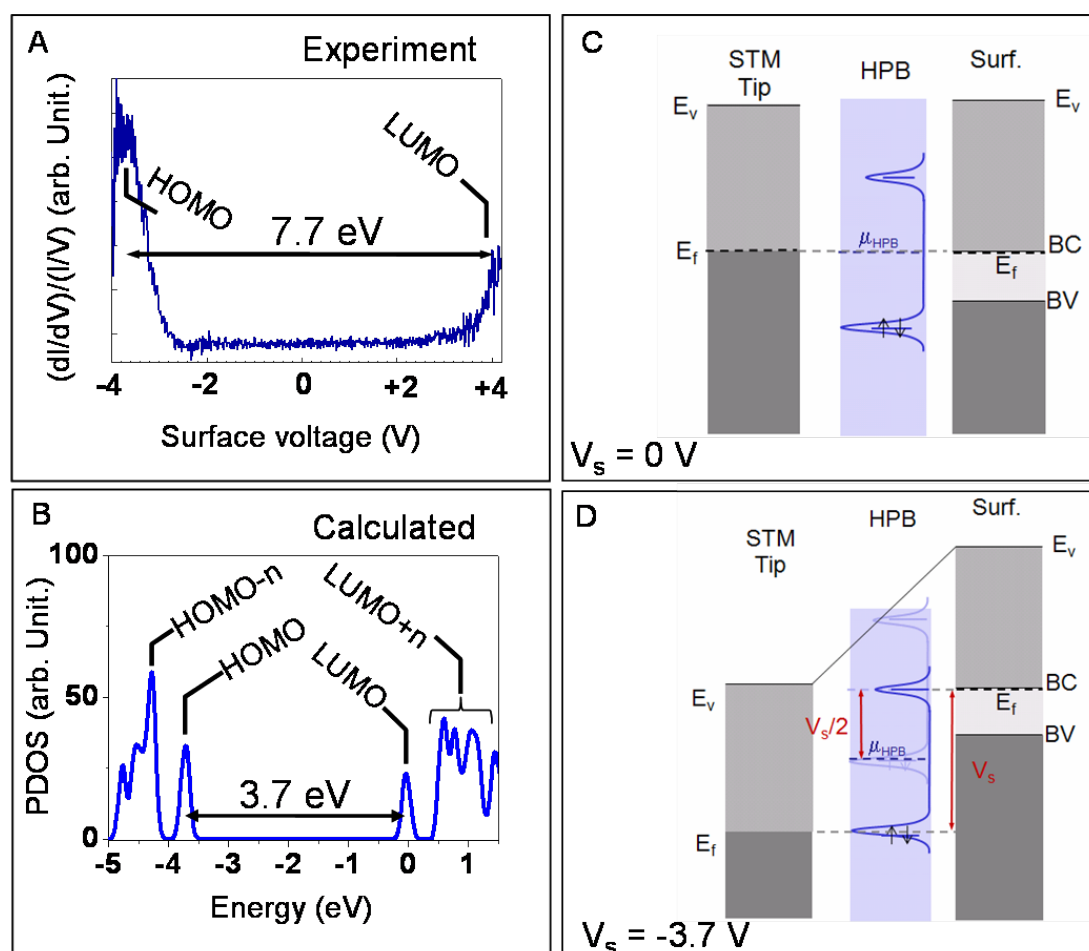 A
Experiment
(dI/dV)/(I/V) (arb. Unit.)
HOMO
LUMO
7.7 eV
-4
-2
0
+2
+4
Surface voltage (V)
B
Calculated
PDOS (arb. Unit.)
100
50
0
HOMO-n
HOMO
LUMO
LUMO+n
3.7 eV
-5
-4
-3
-2
-1
0
1
Energy (eV)
C
STM
Tip
HPB
Surf.
Ev
Ev
μHPB
Ef
BC
Ef
BV
Vs = 0 V
D
STM
Tip
HPB
Surf.
Ev
Ev
Vs/2
μHPB
Vs
BC
Ef
BV
Ef
Vs = -3.7 V